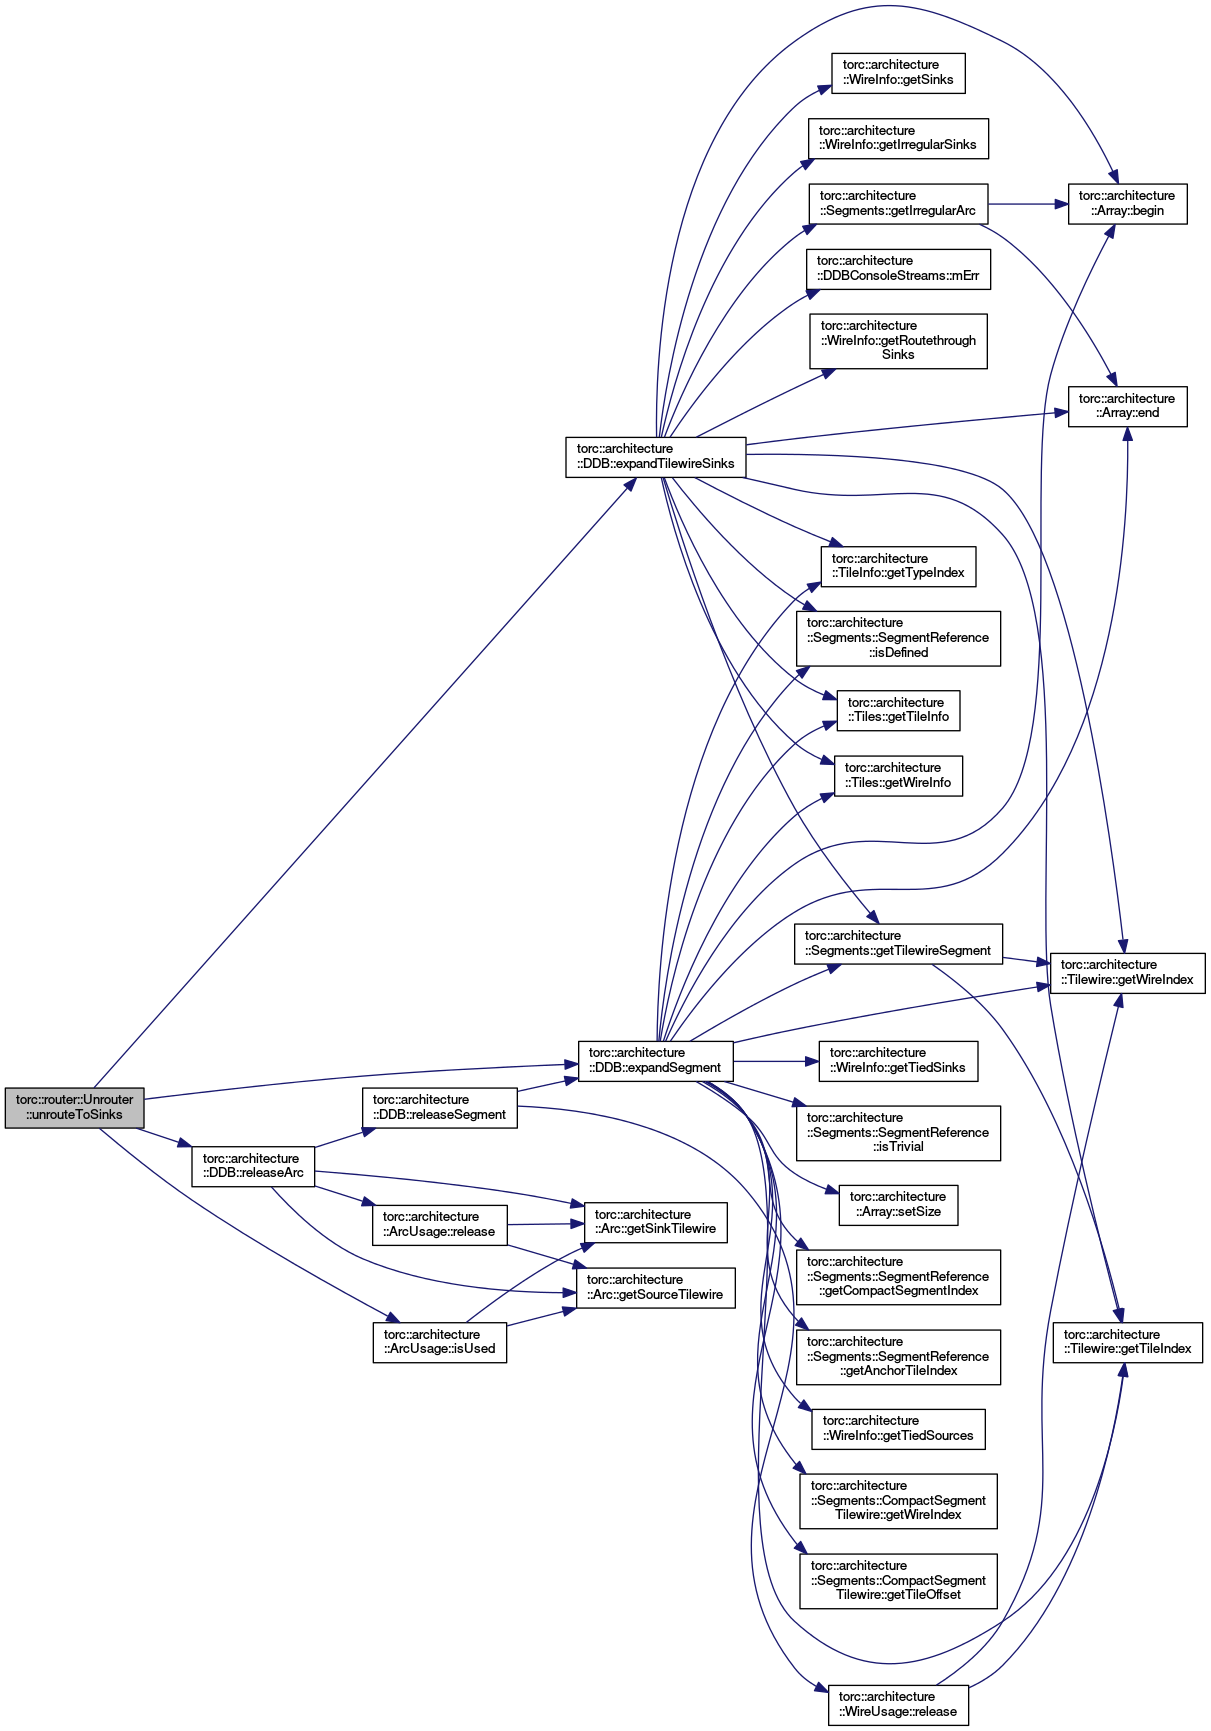 torc::architecture
::WireInfo::getSinks
torc::architecture
::WireInfo::getIrregularSinks
torc::architecture
::Segments::getIrregularArc
torc::architecture
::Array::begin
torc::architecture
::DDBConsoleStreams::mErr
torc::architecture
::WireInfo::getRoutethrough
Sinks
torc::architecture
::Array::end
torc::architecture
::DDB::expandTilewireSinks
torc::architecture
::TileInfo::getTypeIndex
torc::architecture
::Segments::SegmentReference
::isDefined
torc::architecture
::Tiles::getTileInfo
torc::architecture
::Tiles::getWireInfo
torc::architecture
::Segments::getTilewireSegment
torc::architecture
::Tilewire::getWireIndex
torc::architecture
::DDB::expandSegment
torc::architecture
::WireInfo::getTiedSinks
torc::router::Unrouter
::unrouteToSinks
torc::architecture
::DDB::releaseSegment
torc::architecture
::Segments::SegmentReference
::isTrivial
torc::architecture
::DDB::releaseArc
torc::architecture
::Array::setSize
torc::architecture
::ArcUsage::release
torc::architecture
::Arc::getSinkTilewire
torc::architecture
::Segments::SegmentReference
::getCompactSegmentIndex
torc::architecture
::Arc::getSourceTilewire
torc::architecture
::ArcUsage::isUsed
torc::architecture
::Segments::SegmentReference
::getAnchorTileIndex
torc::architecture
::Tilewire::getTileIndex
torc::architecture
::WireInfo::getTiedSources
torc::architecture
::Segments::CompactSegment
Tilewire::getWireIndex
torc::architecture
::Segments::CompactSegment
Tilewire::getTileOffset
torc::architecture
::WireUsage::release